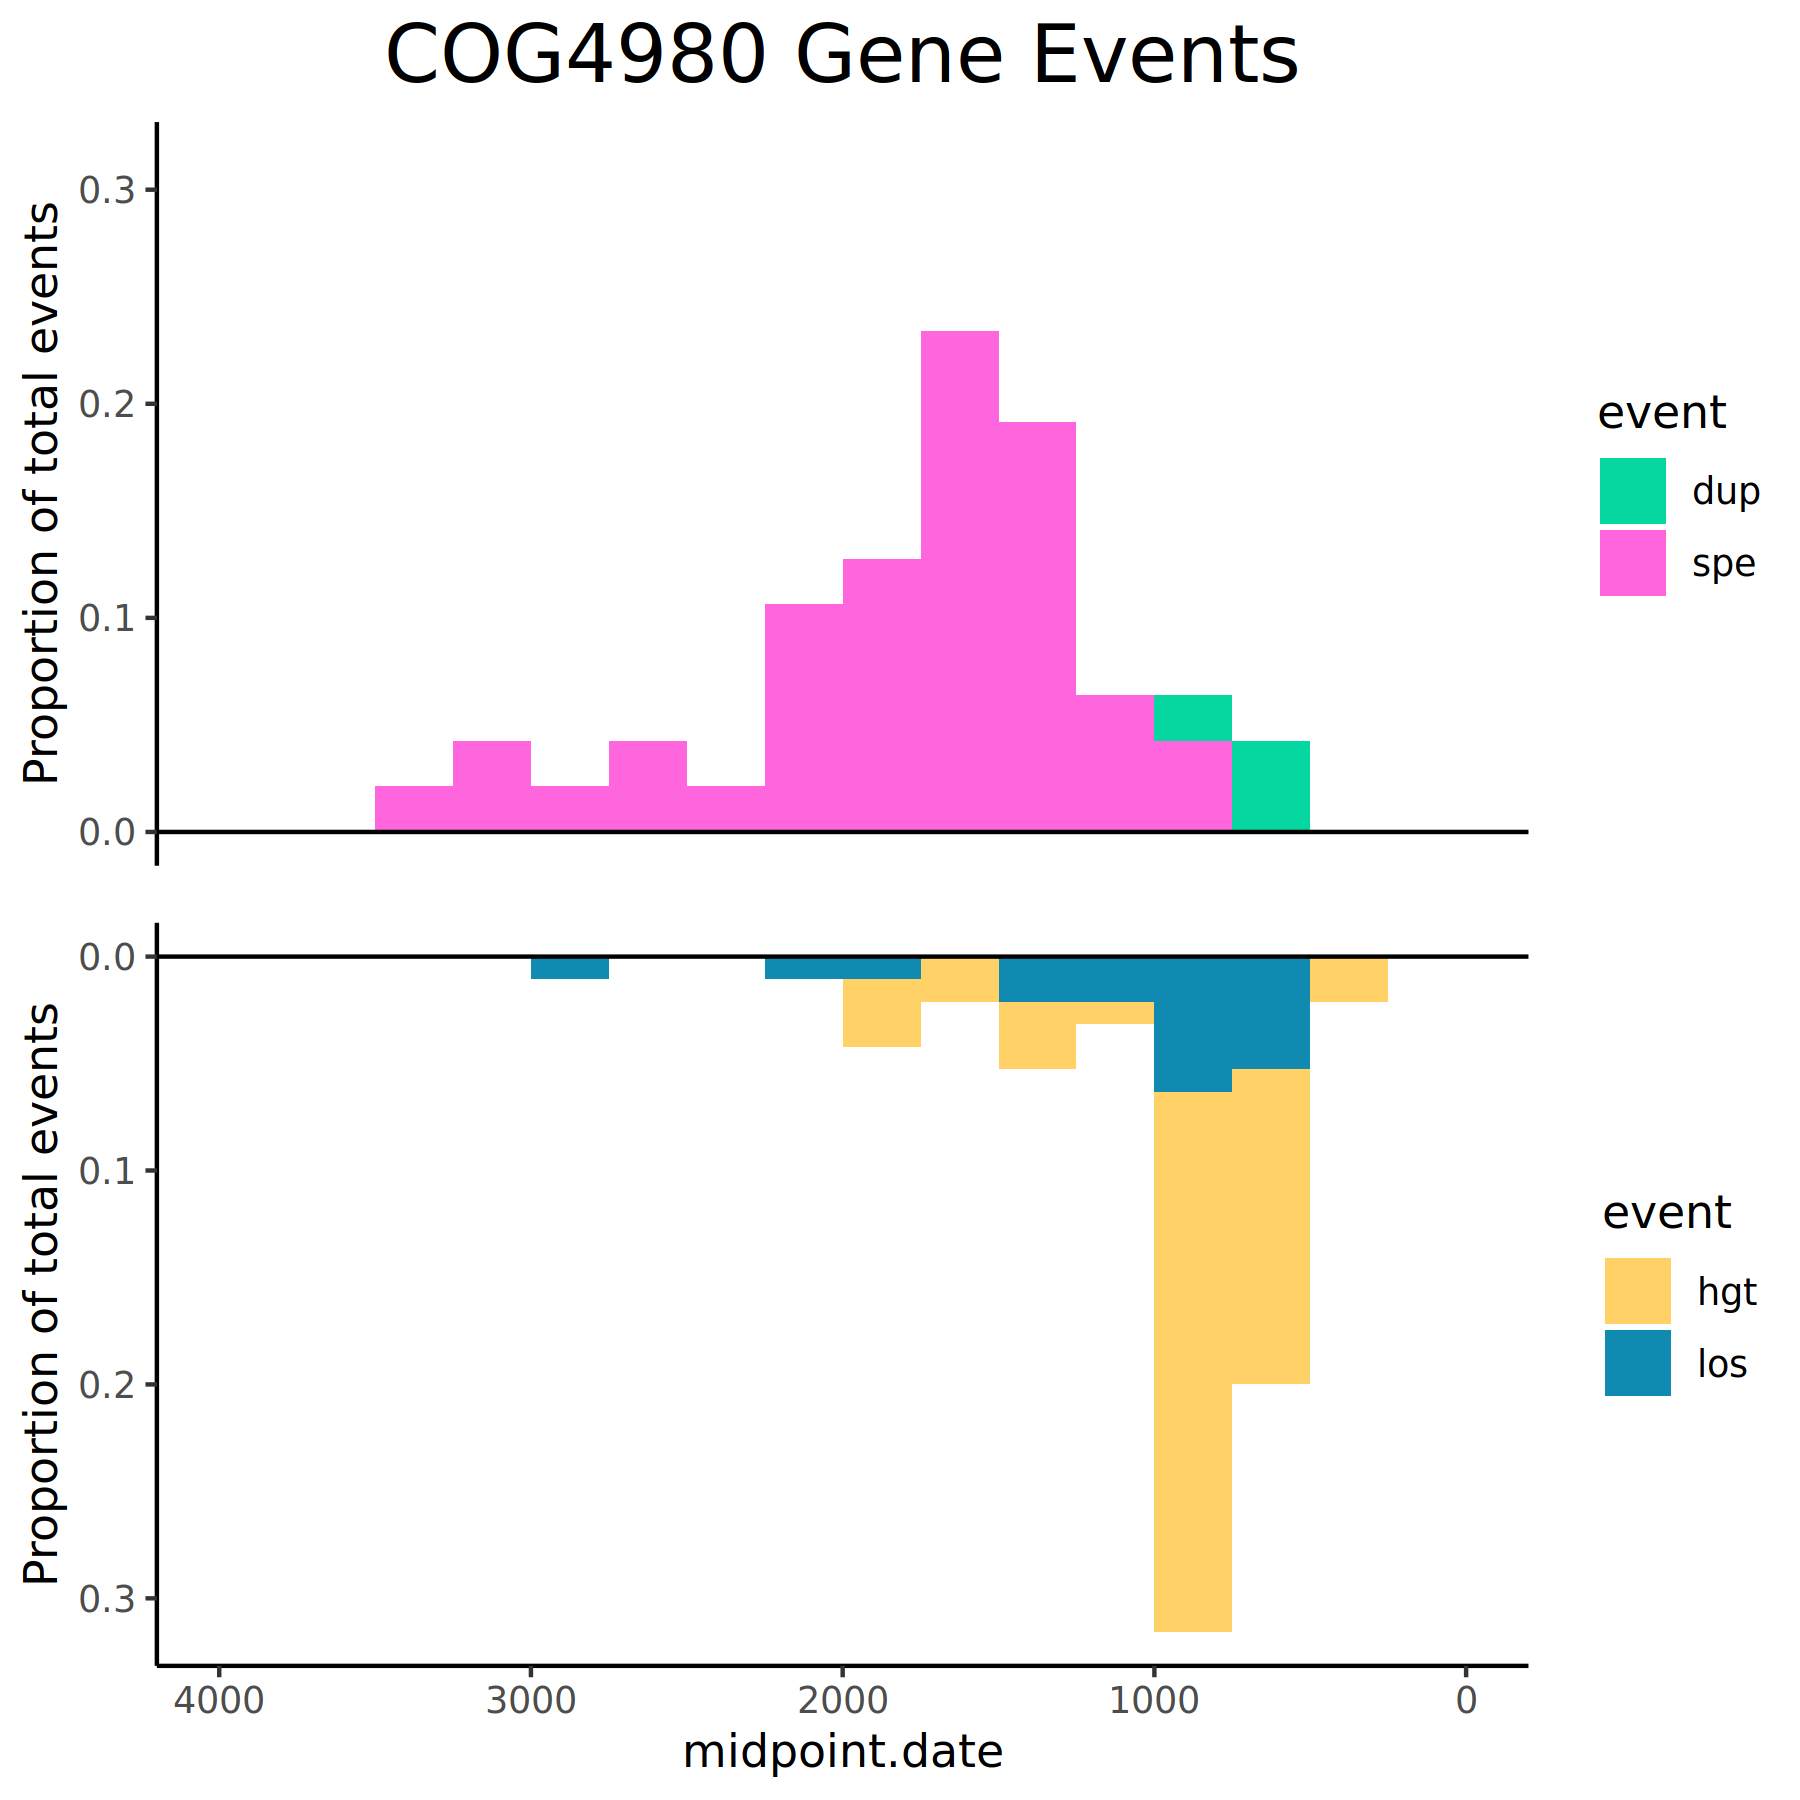 COG4980 Gene Events
Proportion of total events
0.3
0.2
0.1
0.0
event
dup
spe
Proportion of total events
0.0
0.1
0.2
0.3
event
hgt
los
4000 3000 2000 1000 0
midpoint.date